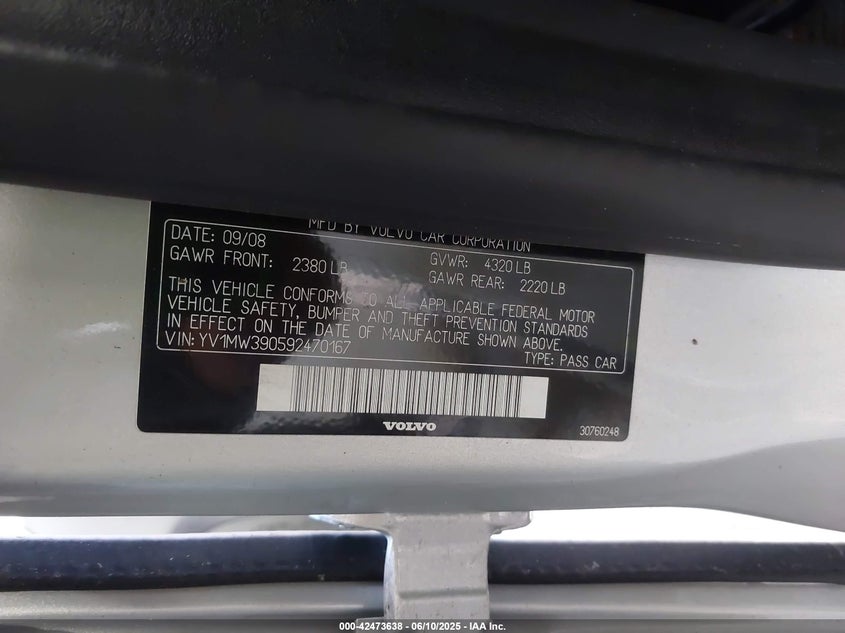 MFD BY VOLVO CAR CORPORATION
DATE: 09/08
GVWR: 4320 LB
GAWR FRONT: 2380 LB
GAWR REAR: 2220 LB
THIS VEHICLE CONFORMS TO ALL APPLICABLE FEDERAL MOTOR
VEHICLE SAFETY, BUMPER AND THEFT PREVENTION STANDARDS
IN EFFECT ON THE DATE OF MANUFACTURE SHOWN ABOVE.
VIN: YV1MW390592470167
TYPE: PASS CAR
VOLVO
30760248
000-42473638 - 06/10/2025 - IAA Inc.